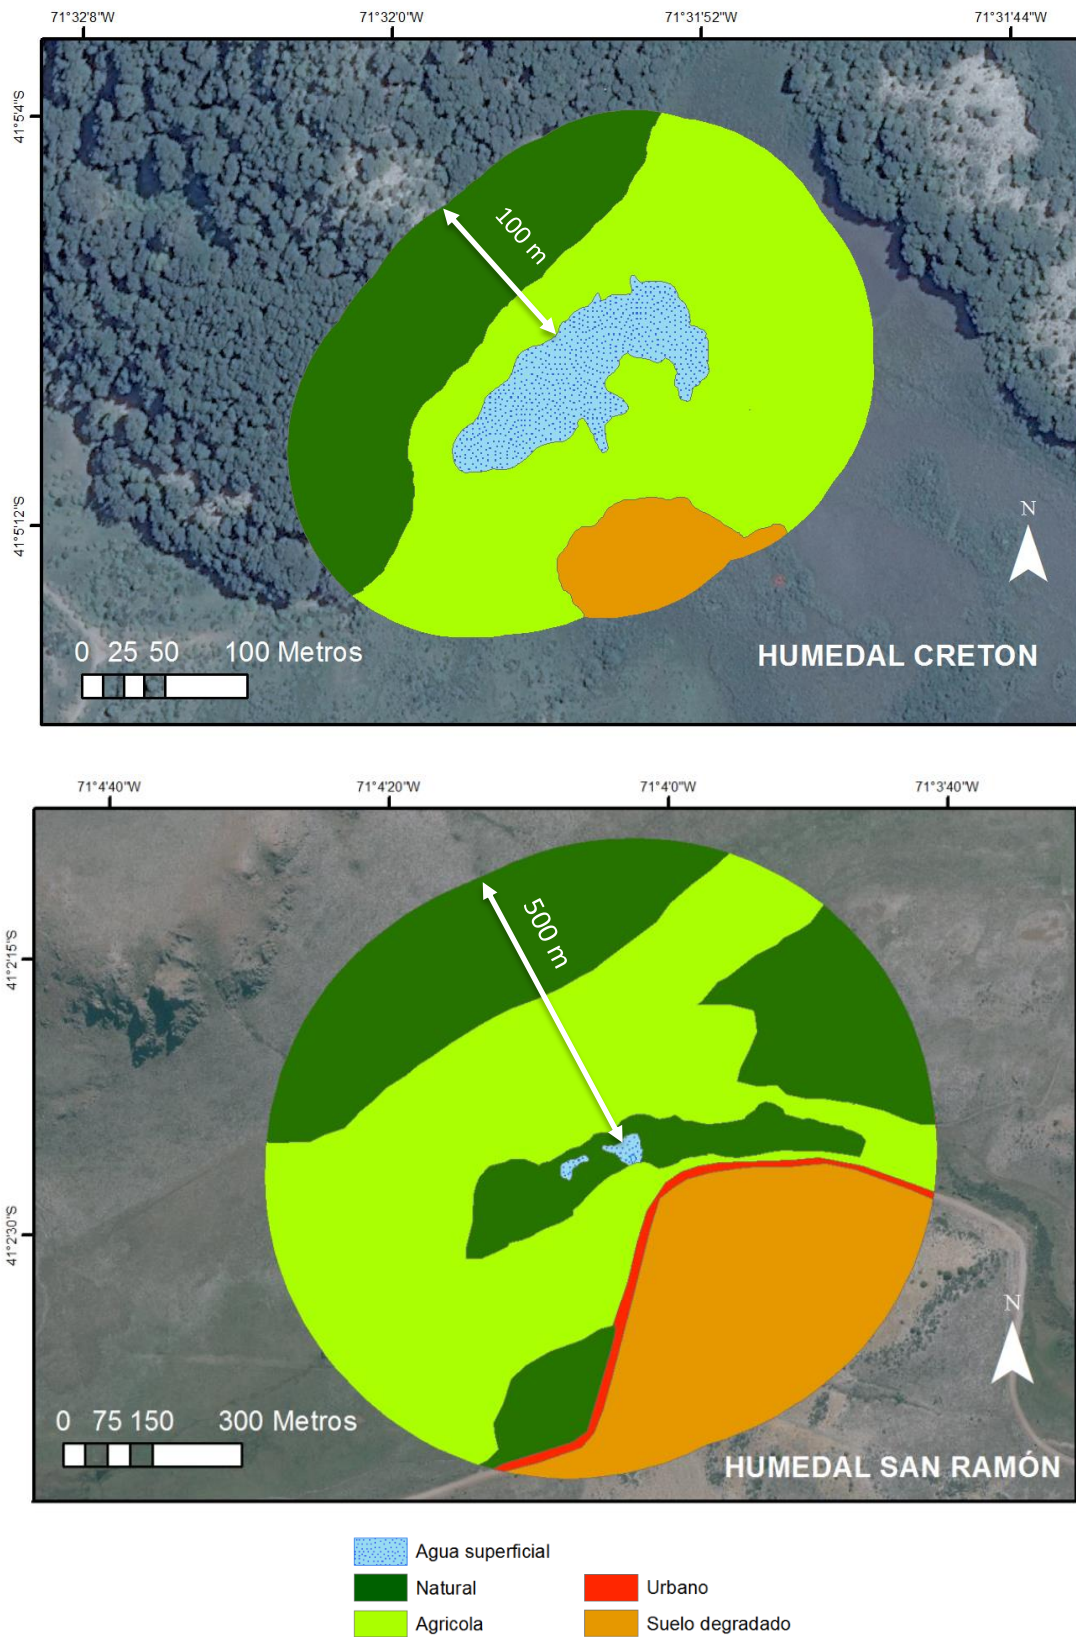 71°32'8"W 71°32'0"W 71°31'52"W 71°31'44"W
41°5'4"S
100 m
41°5'12"S
N
0 25 50 100 Metros
HUMEDAL CRETON
71°4'40"W 71°4'20"W 71°4'0"W 71°3'40"W
41°2'15"S
500 m
41°2'30"S
N
0 75 150 300 Metros
HUMEDAL SAN RAMÓN
Agua superficial
Natural Urbano
Agricola Suelo degradado